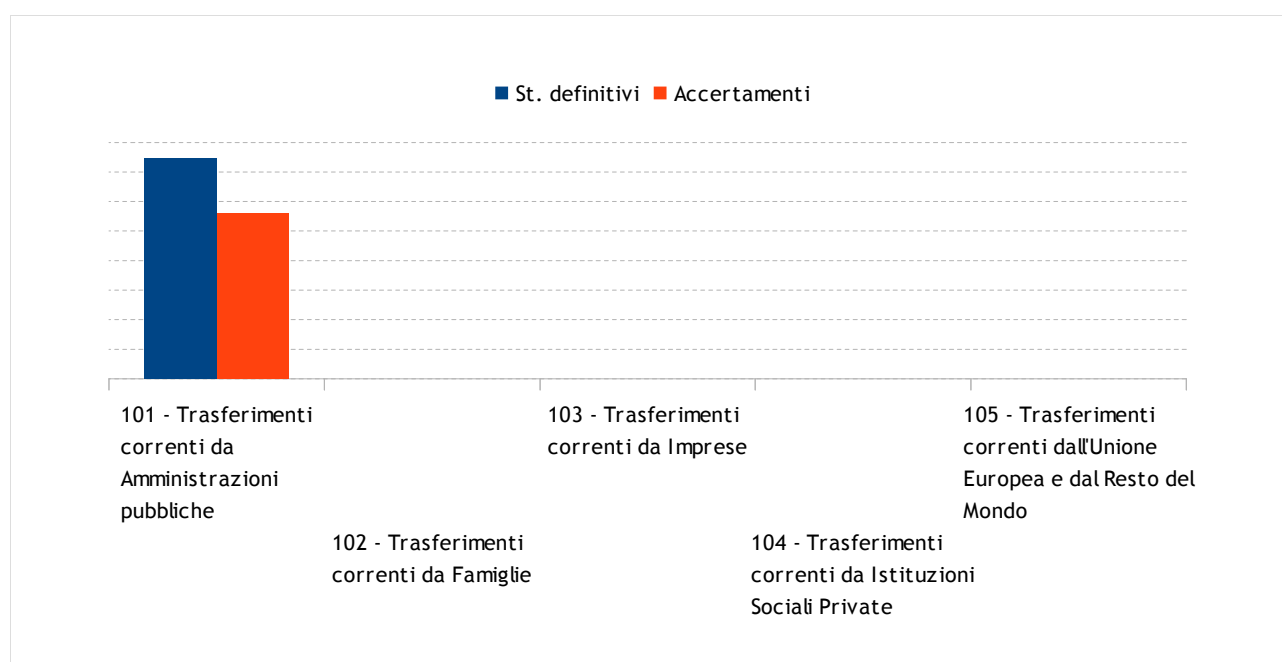 St. definitivi Accertamenti
101 - Trasferimenti
correnti da
Amministrazioni
pubbliche
102 - Trasferimenti
correnti da Famiglie
103 - Trasferimenti
correnti da Imprese
104 - Trasferimenti
correnti da Istituzioni
Sociali Private
105 - Trasferimenti
correnti dall'Unione
Europea e dal Resto del
Mondo